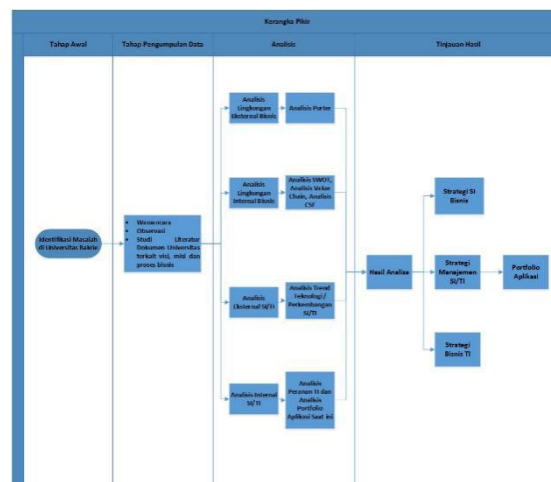 Kerangka Pikir
Tahap Awal
Tahap Pengumpulan Data
Analisis
Tinjauan Hasil
Identifikasi Masalah
di Universitas Bakrie
• Wawancara
• Observasi
• Studi Literatur
Dokumen Universitas
terkait visi, misi dan
proses bisnis
Analisis
Lingkungan
Eksternal Bisnis
Analisis Porter
Analisis
Lingkungan
Internal Bisnis
Analisis SWOT,
Analisis Value
Chain, Analisis
CSF
Analisis
Eksternal SI/TI
Analisis Trend
Teknologi /
Perkembangan
SI/TI
Analisis Internal
SI/TI
Analisis
Peranan TI dan
Analisis
Portfolio
Aplikasi Saat ini
Hasil Analisa
Strategi SI
Bisnis
Strategi
Manajemen
SI/TI
Strategi
Bisnis TI
Portfolio
Aplikasi